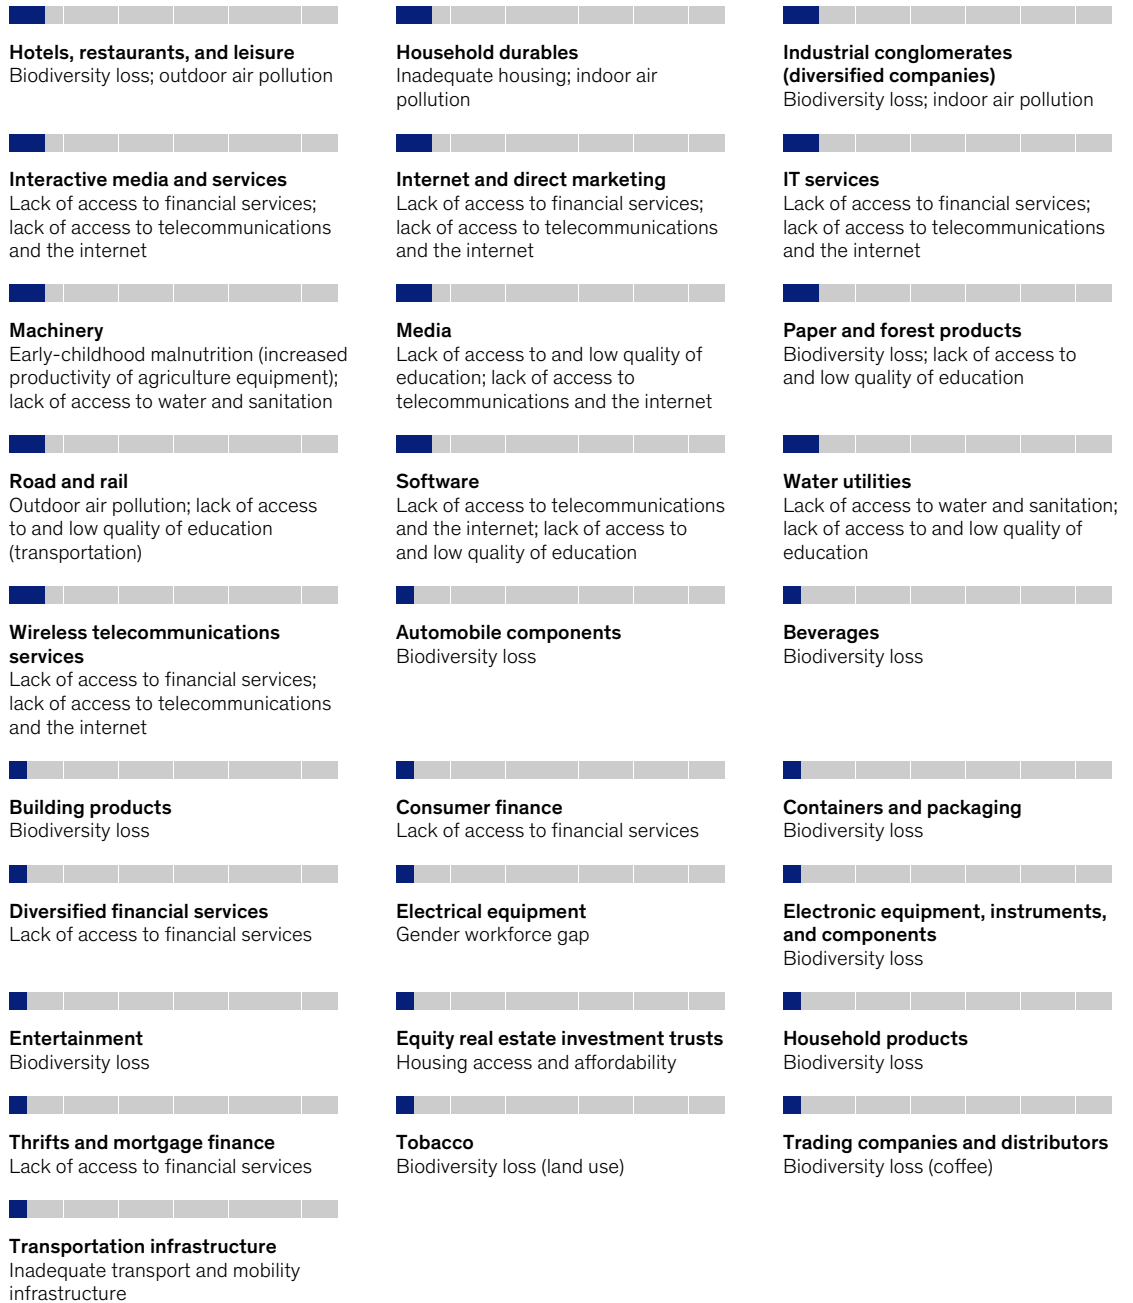 Hotels, restaurants, and leisure
Biodiversity loss; outdoor air pollution
Household durables
Inadequate housing; indoor air
pollution
Industrial conglomerates
(diversified companies)
Biodiversity loss; indoor air pollution
Interactive media and services
Lack of access to financial services;
lack of access to telecommunications
and the internet
Internet and direct marketing
Lack of access to financial services;
lack of access to telecommunications
and the internet
IT services
Lack of access to financial services;
lack of access to telecommunications
and the internet
Machinery
Early-childhood malnutrition (increased
productivity of agriculture equipment);
lack of access to water and sanitation
Media
Lack of access to and low quality of
education; lack of access to
telecommunications and the internet
Paper and forest products
Biodiversity loss; lack of access to
and low quality of education
Road and rail
Outdoor air pollution; lack of access
to and low quality of education
(transportation)
Software
Lack of access to telecommunications
and the internet; lack of access to
and low quality of education
Water utilities
Lack of access to water and sanitation;
lack of access to and low quality of
education
Wireless telecommunications
services
Lack of access to financial services;
lack of access to telecommunications
and the internet
Automobile components
Biodiversity loss
Beverages
Biodiversity loss
Building products
Biodiversity loss
Consumer finance
Lack of access to financial services
Containers and packaging
Biodiversity loss
Diversified financial services
Lack of access to financial services
Electrical equipment
Gender workforce gap
Electronic equipment, instruments,
and components
Biodiversity loss
Entertainment
Biodiversity loss
Equity real estate investment trusts
Housing access and affordability
Household products
Biodiversity loss
Thrifts and mortgage finance
Lack of access to financial services
Tobacco
Biodiversity loss (land use)
Trading companies and distributors
Biodiversity loss (coffee)
Transportation infrastructure
Inadequate transport and mobility
infrastructure